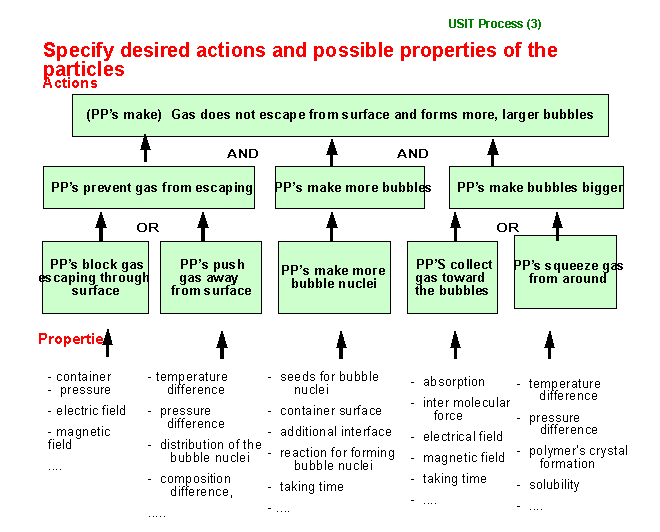 USIT Process (3)
Specify desired actions and possible properties of the
particles
Actions
(PP's make)  Gas does not escape from surface and forms more, larger bubbles
AND
AND
PP's prevent gas from escaping
PP's make more bubbles
PP's make bubbles bigger
OR
OR
PP's block gas
escaping through
surface
PP's push
gas away
from surface
PP's make more
bubble nuclei
PP'S collect
gas toward
the bubbles
PP's squeeze gas
from around
Propertie
- container
- pressure
- electric field
- magnetic
field
....
- temperature
difference
- pressure
difference
- distribution of the
bubble nuclei
- composition
difference,
.....
- seeds for bubble
nuclei
- container surface
- additional interface
- reaction for forming
bubble nuclei
- taking time
- ....
- absorption
- inter molecular
force
- electrical field
- magnetic field
- taking time
- ....
- temperature
difference
- pressure
difference
- polymer's crystal
formation
- solubility
- ....